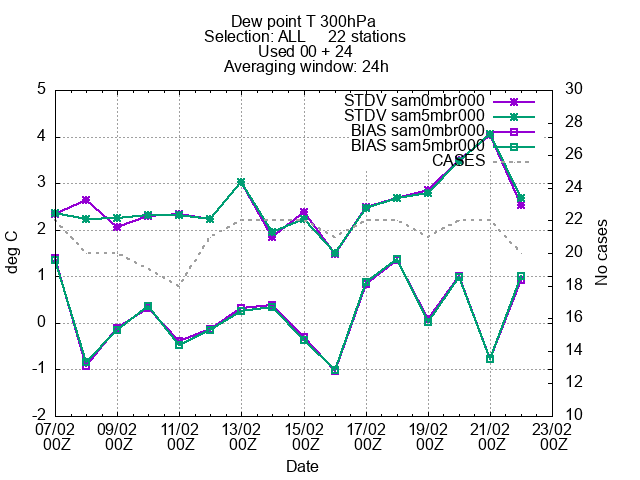 Dew point T 300hPa
Selection: ALL 22 stations
Used 00 + 24
Averaging window: 24h
STDV sam0mbr000
STDV sam5mbr000
BIAS sam0mbr000
BIAS sam5mbr000
CASES
deg C
5
4
3
2
1
0
-1
-2
No cases
30
28
26
24
22
20
18
16
14
12
10
07/02 09/02 11/02 13/02 15/02 17/02 19/02 21/02 23/02
00Z 00Z 00Z 00Z 00Z 00Z 00Z 00Z 00Z
Date